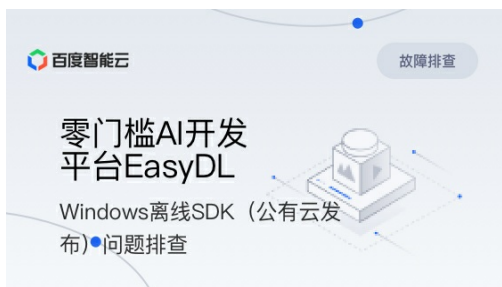 百度智能云
故障排查
零门槛AI开发
平台EasyDL
Windows离线SDK（公有云发
布）问题排查